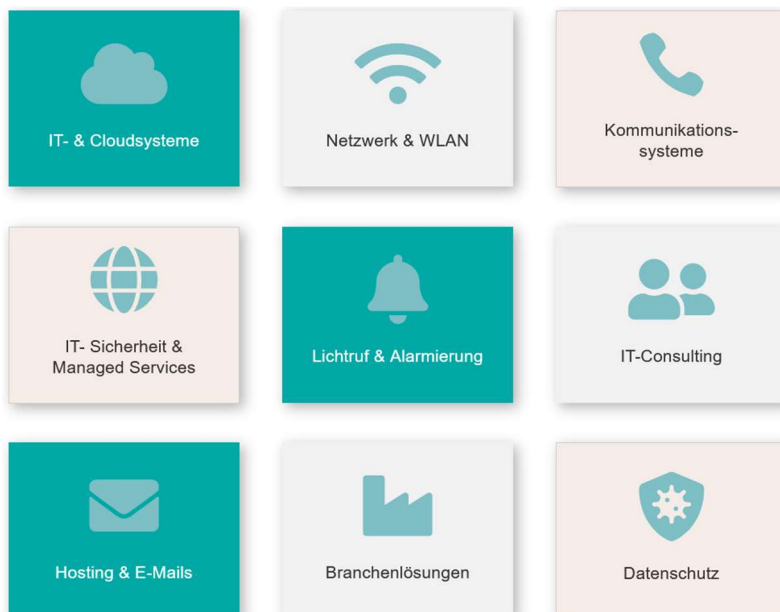 IT- & Cloudsysteme
Netzwerk & WLAN
Kommunikations-
systeme
IT- Sicherheit &
Managed Services
Lichtruf & Alarmierung
IT-Consulting
Hosting & E-Mails
Branchenlösungen
Datenschutz